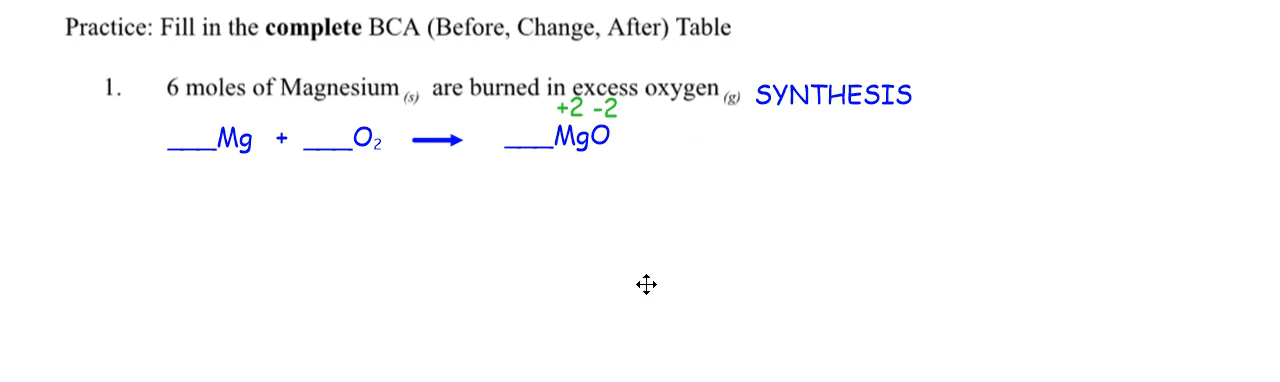 Practice: Fill in the complete BCA (Before, Change, After) Table
1. 6 moles of Magnesium (s) are burned in excess oxygen (g) SYNTHESIS
+2 -2
___Mg + ___O₂ → ___MgO